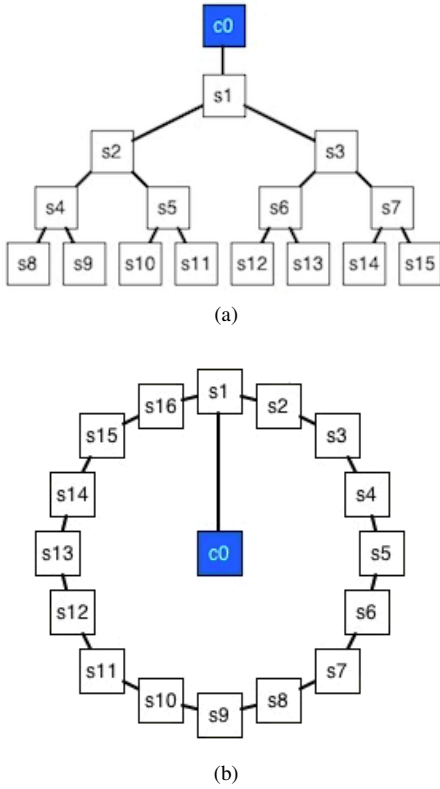 c0
s1
s2 s3
s4 s5 s6 s7
s8 s9 s10 s11 s12 s13 s14 s15
(a)
s1
s16 s2
s15 s3
s14 s4
s13 c0 s5
s12 s6
s11 s7
s10 s8
s9
(b)